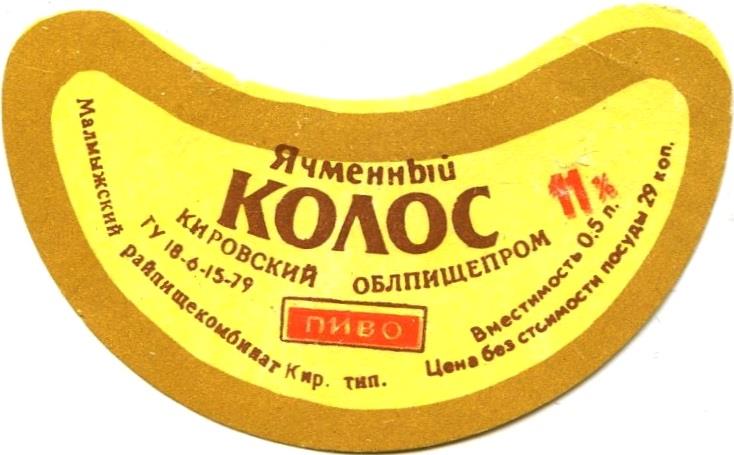 Ячменный
КОЛОС
11%
КИРОВСКИЙ ОБЛПИЩЕПРОМ
ТУ 18-6-15-79
ПИВО
Вместимость 0.5 л.
Цена без стоимости посуды 29 коп.
Малмыжский райпищекомбинат Кир. тип.